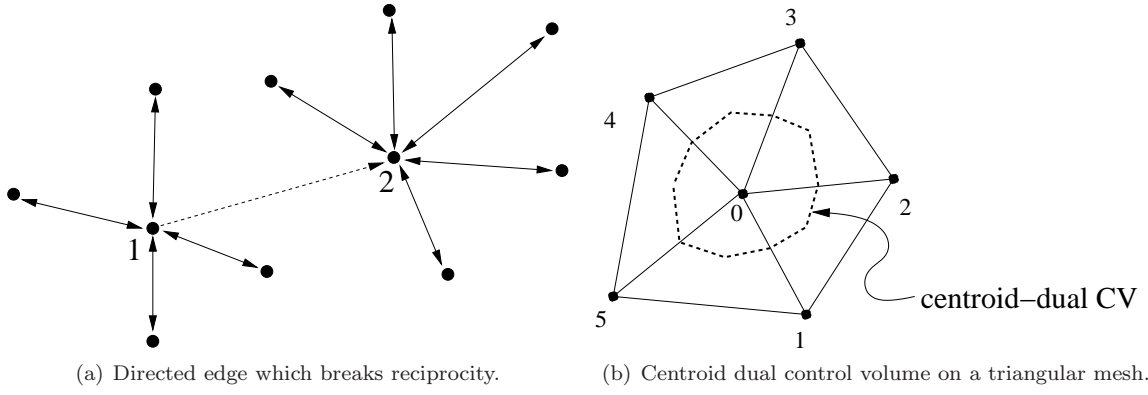 1
2
3
4
0
2
5
1
centroid–dual CV
(a) Directed edge which breaks reciprocity.
(b) Centroid dual control volume on a triangular mesh.